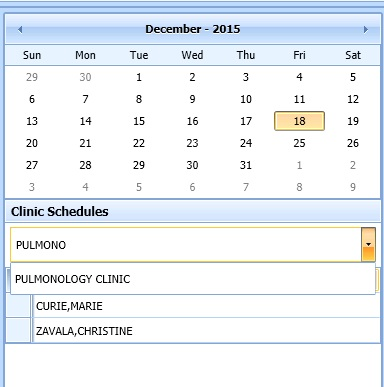 December - 2015
Sun Mon Tue Wed Thu Fri Sat
29 30 1 2 3 4 5
6 7 8 9 10 11 12
13 14 15 16 17 18 19
20 21 22 23 24 25 26
27 28 29 30 31 1 2
3 4 5 6 7 8 9
Clinic Schedules
PULMONO
PULMONOLOGY CLINIC
CURIE,MARIE
ZAVALA,CHRISTINE